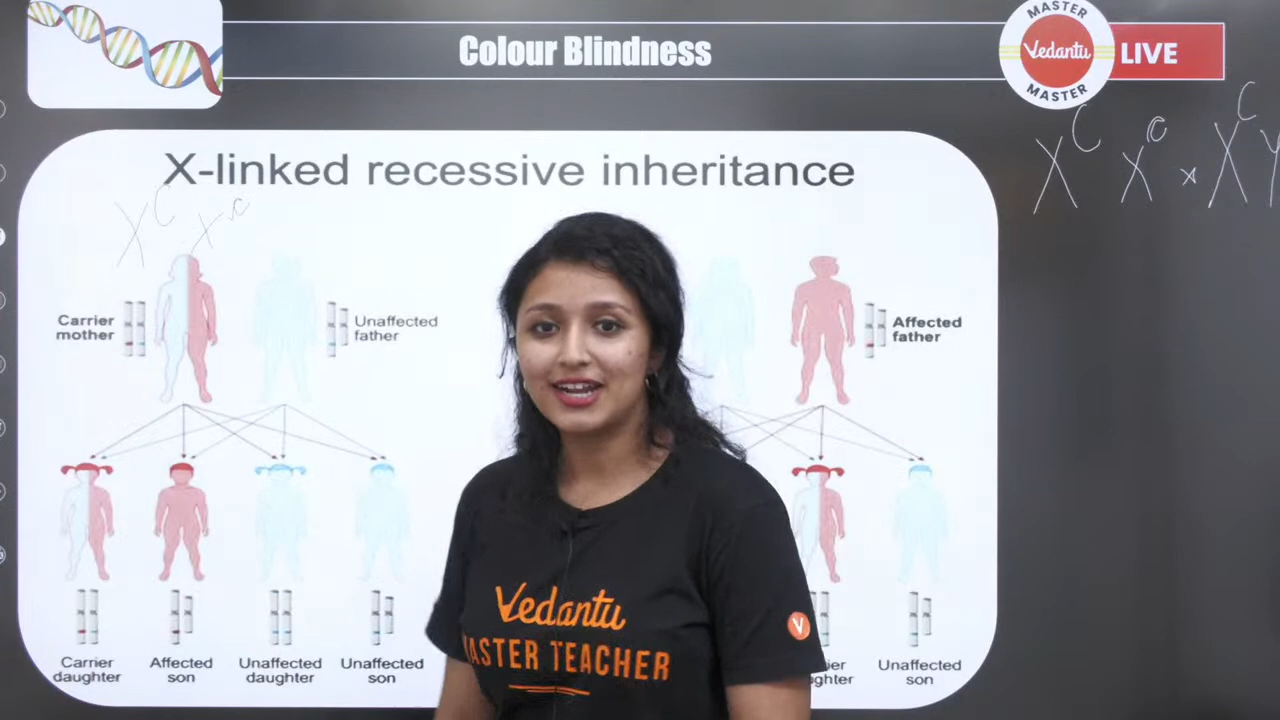 Colour Blindness
MASTER
Vedantu
MASTER
LIVE
X-linked recessive inheritance
X^C X^c
X^C X^c × X^C Y
Carrier
mother
Unaffected
father
Affected
father
Carrier
daughter
Affected
son
Unaffected
daughter
Unaffected
son
Unaffected
son
Vedantu
MASTER TEACHER
V